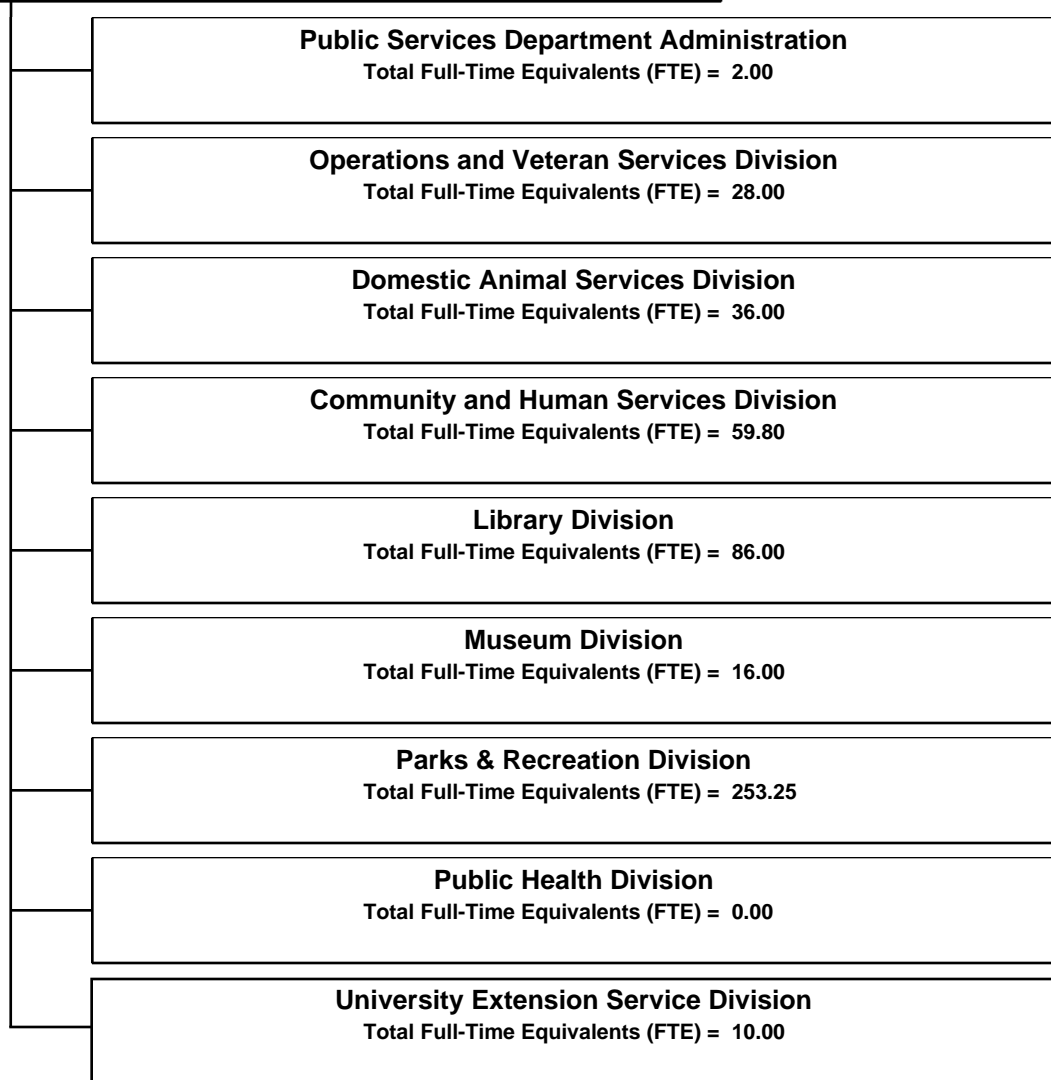 Public Services Department Administration
Total Full-Time Equivalents (FTE) = 2.00
Operations and Veteran Services Division
Total Full-Time Equivalents (FTE) = 28.00
Domestic Animal Services Division
Total Full-Time Equivalents (FTE) = 36.00
Community and Human Services Division
Total Full-Time Equivalents (FTE) = 59.80
Library Division
Total Full-Time Equivalents (FTE) = 86.00
Museum Division
Total Full-Time Equivalents (FTE) = 16.00
Parks & Recreation Division
Total Full-Time Equivalents (FTE) = 253.25
Public Health Division
Total Full-Time Equivalents (FTE) = 0.00
University Extension Service Division
Total Full-Time Equivalents (FTE) = 10.00